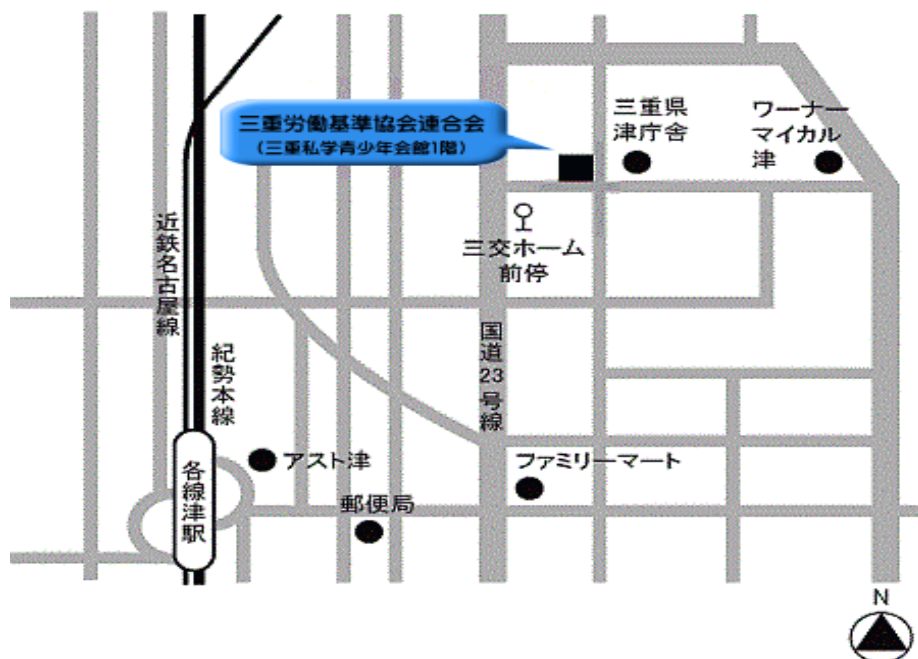 三重労働基準協会連合会
（三重私学青少年会館1階）
三重県
津庁舎
ワーナー
マイカル
津
三交ホーム
前停
近鉄名古屋線
紀勢本線
国道23号線
アスト津
ファミリーマート
郵便局
各線津駅
N